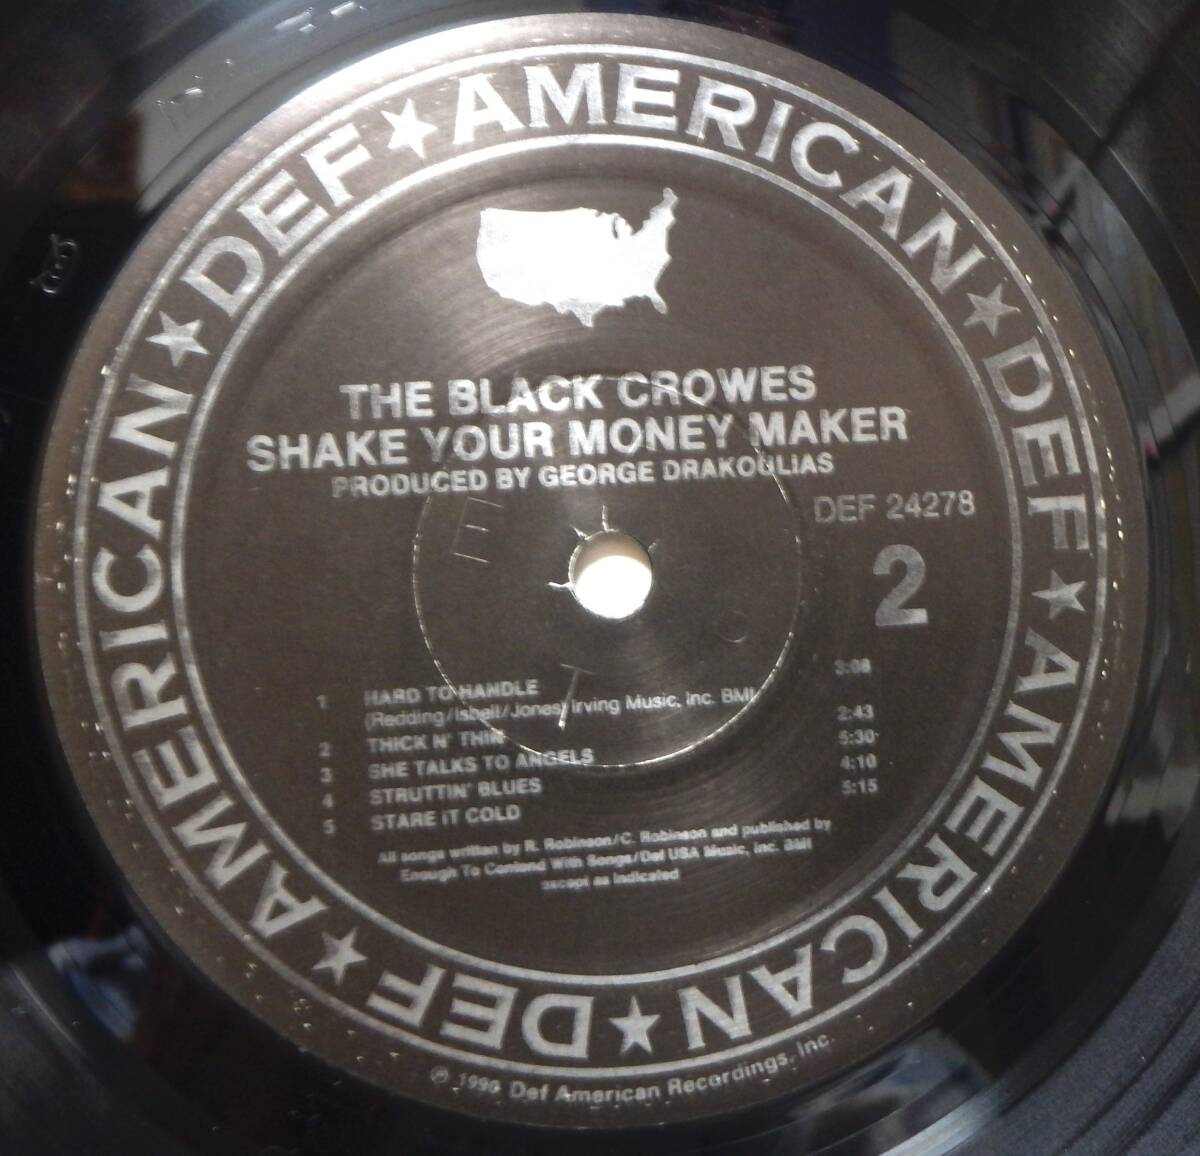 DEF ★ AMERICAN ★ DEF ★ AMERICAN ★ DEF ★ AMERICAN ★
THE BLACK CROWES
SHAKE YOUR MONEY MAKER
PRODUCED BY GEORGE DRAKOULIAS
DEF 24278
2
1 HARD TO HANDLE 3:08
(Redding/Isbell/Jones) Irving Music, Inc. BMI
2 THICK N' THIN 2:43
3 SHE TALKS TO ANGELS 5:30
4 STRUTTIN' BLUES 4:10
5 STARE IT COLD 5:15
All songs written by R. Robinson/C. Robinson and published by
Enough To Contend With Songs/Def USA Music, Inc. BMI
except as indicated
℗ 1990 Def American Recordings, Inc.